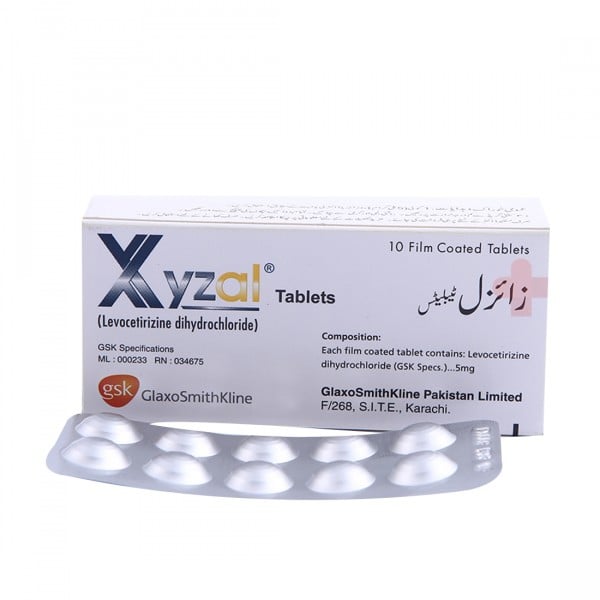 10 Film Coated Tablets
Xyzal® Tablets
زائزل ٹیبلیٹس
(Levocetirizine dihydrochloride)
GSK Specifications
ML : 000233 RN : 034675
Composition:
Each film coated tablet contains: Levocetirizine
dihydrochloride (GSK Specs.)...5mg
gsk GlaxoSmithKline
GlaxoSmithKline Pakistan Limited
F/268, S.I.T.E., Karachi.